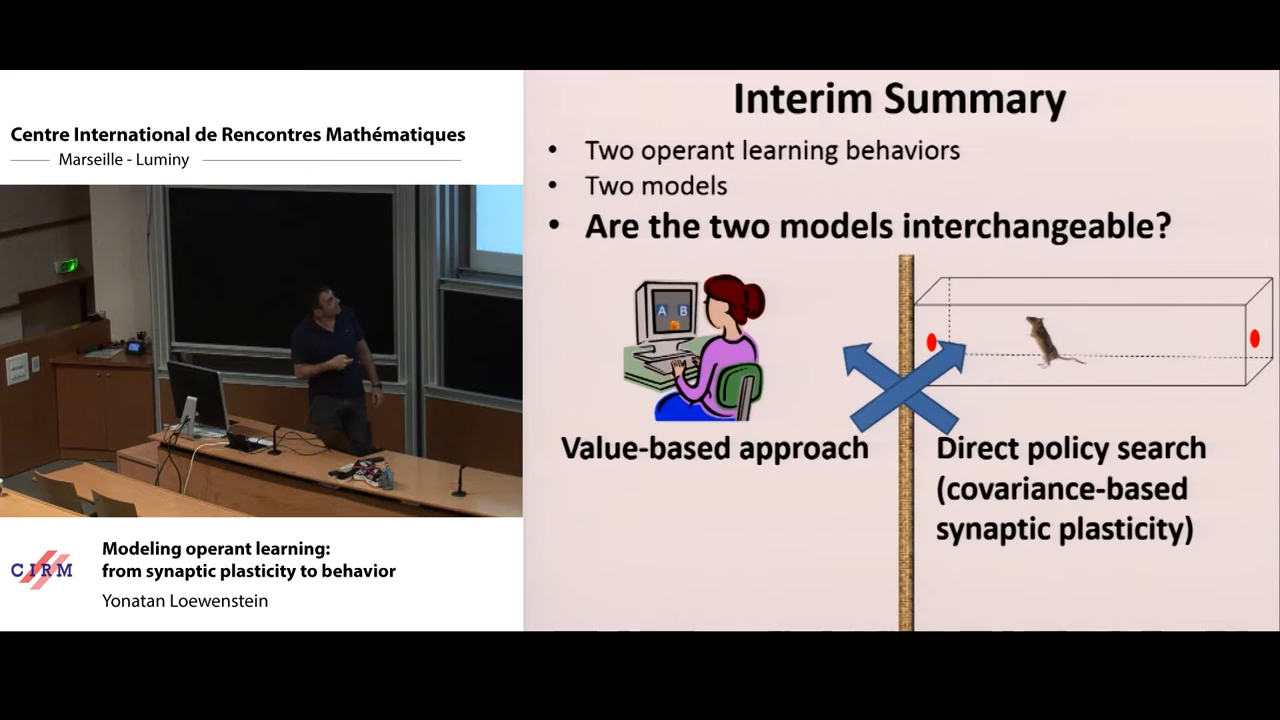 Centre International de Rencontres Mathématiques
Marseille - Luminy
CIRM
Modeling operant learning:
from synaptic plasticity to behavior
Yonatan Loewenstein
Interim Summary
• Two operant learning behaviors
• Two models
• Are the two models interchangeable?
A B
Value-based approach
Direct policy search
(covariance-based
synaptic plasticity)